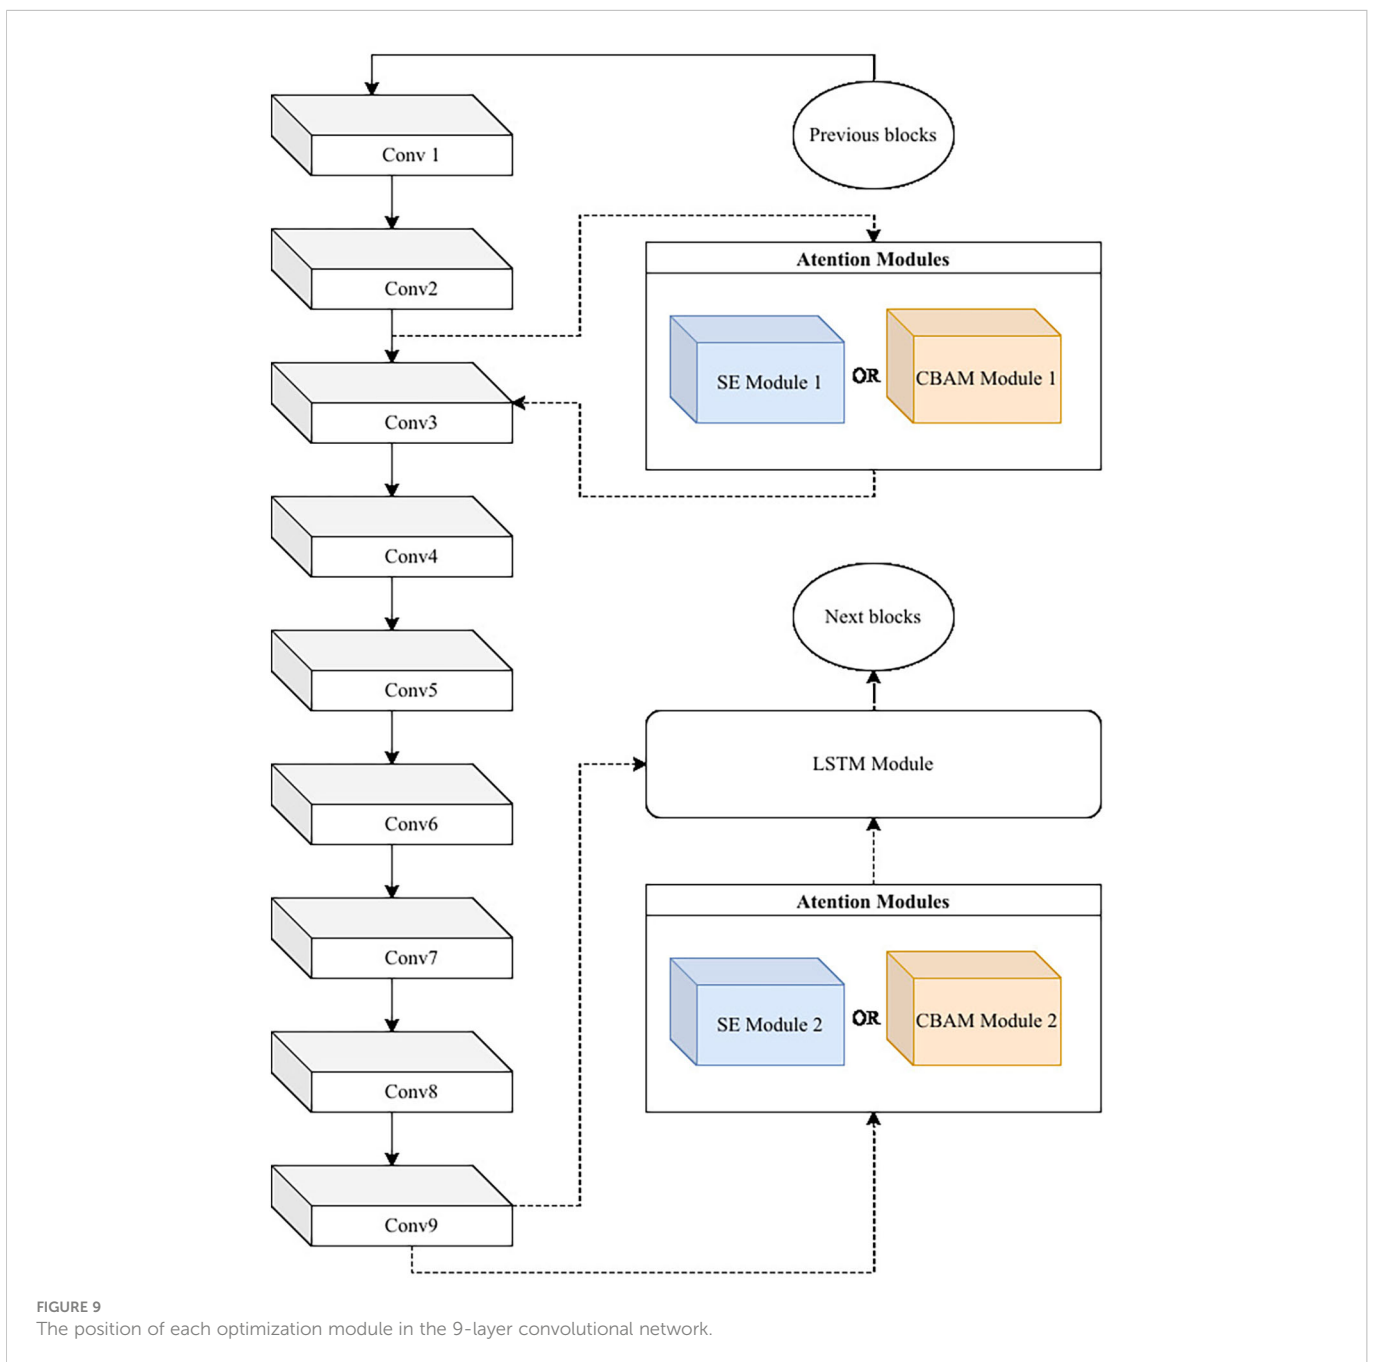 Previous blocks
Conv 1
Conv2
Atention Modules
SE Module 1
OR
CBAM Module 1
Conv3
Conv4
Next blocks
Conv5
LSTM Module
Conv6
Atention Modules
Conv7
SE Module 2
OR
CBAM Module 2
Conv8
Conv9
FIGURE 9
The position of each optimization module in the 9-layer convolutional network.